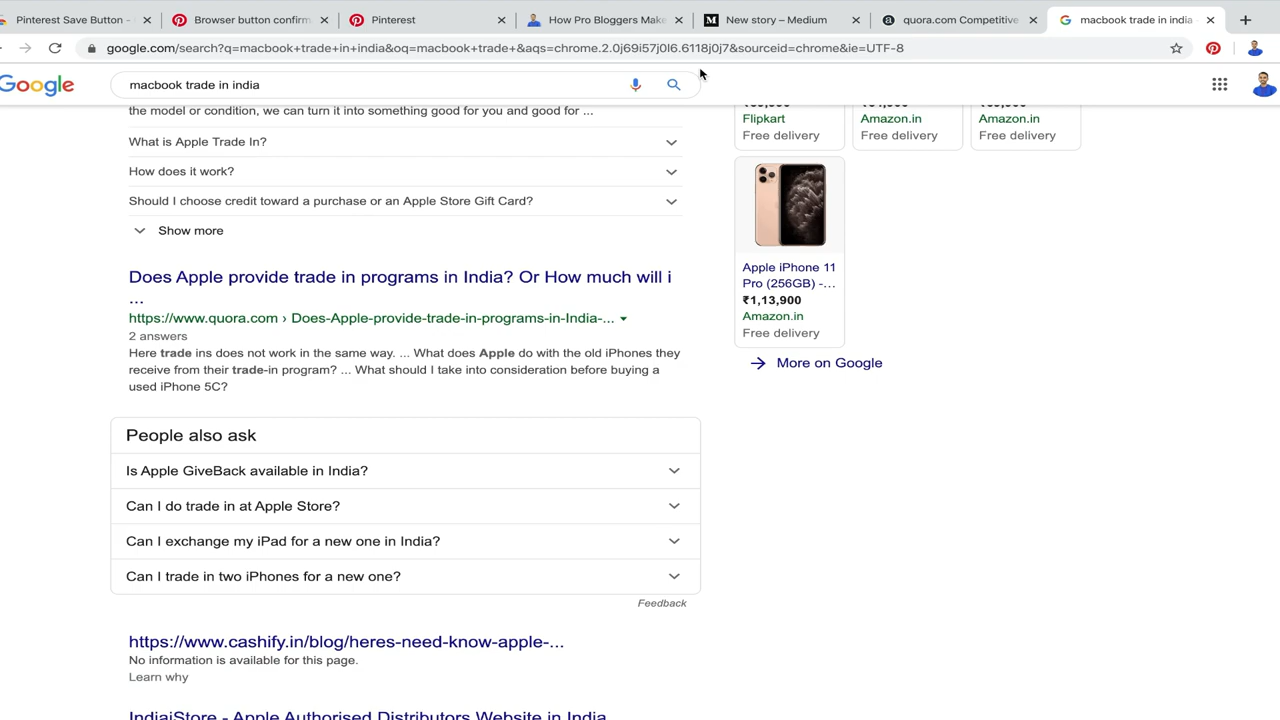 Pinterest Save Button -
Browser button confirm
Pinterest
How Pro Bloggers Make
New story – Medium
quora.com Competitive
macbook trade in india
google.com/search?q=macbook+trade+in+india&oq=macbook+trade+&aqs=chrome.2.0j69i57j0l6.6118j0j7&sourceid=chrome&ie=UTF-8
Google
macbook trade in india
the model or condition, we can turn it into something good for you and good for ...
What is Apple Trade In?
How does it work?
Should I choose credit toward a purchase or an Apple Store Gift Card?
Show more
Does Apple provide trade in programs in India? Or How much will i
...
https://www.quora.com › Does-Apple-provide-trade-in-programs-in-India-...
2 answers
Here trade ins does not work in the same way. ... What does Apple do with the old iPhones they
receive from their trade-in program? ... What should I take into consideration before buying a
used iPhone 5C?
People also ask
Is Apple GiveBack available in India?
Can I do trade in at Apple Store?
Can I exchange my iPad for a new one in India?
Can I trade in two iPhones for a new one?
Feedback
https://www.cashify.in/blog/heres-need-know-apple-...
No information is available for this page.
Learn why
IndiaiStore - Apple Authorised Distributors Website in India
Flipkart
Free delivery
Amazon.in
Free delivery
Amazon.in
Free delivery
Apple iPhone 11
Pro (256GB) -...
₹1,13,900
Amazon.in
Free delivery
More on Google